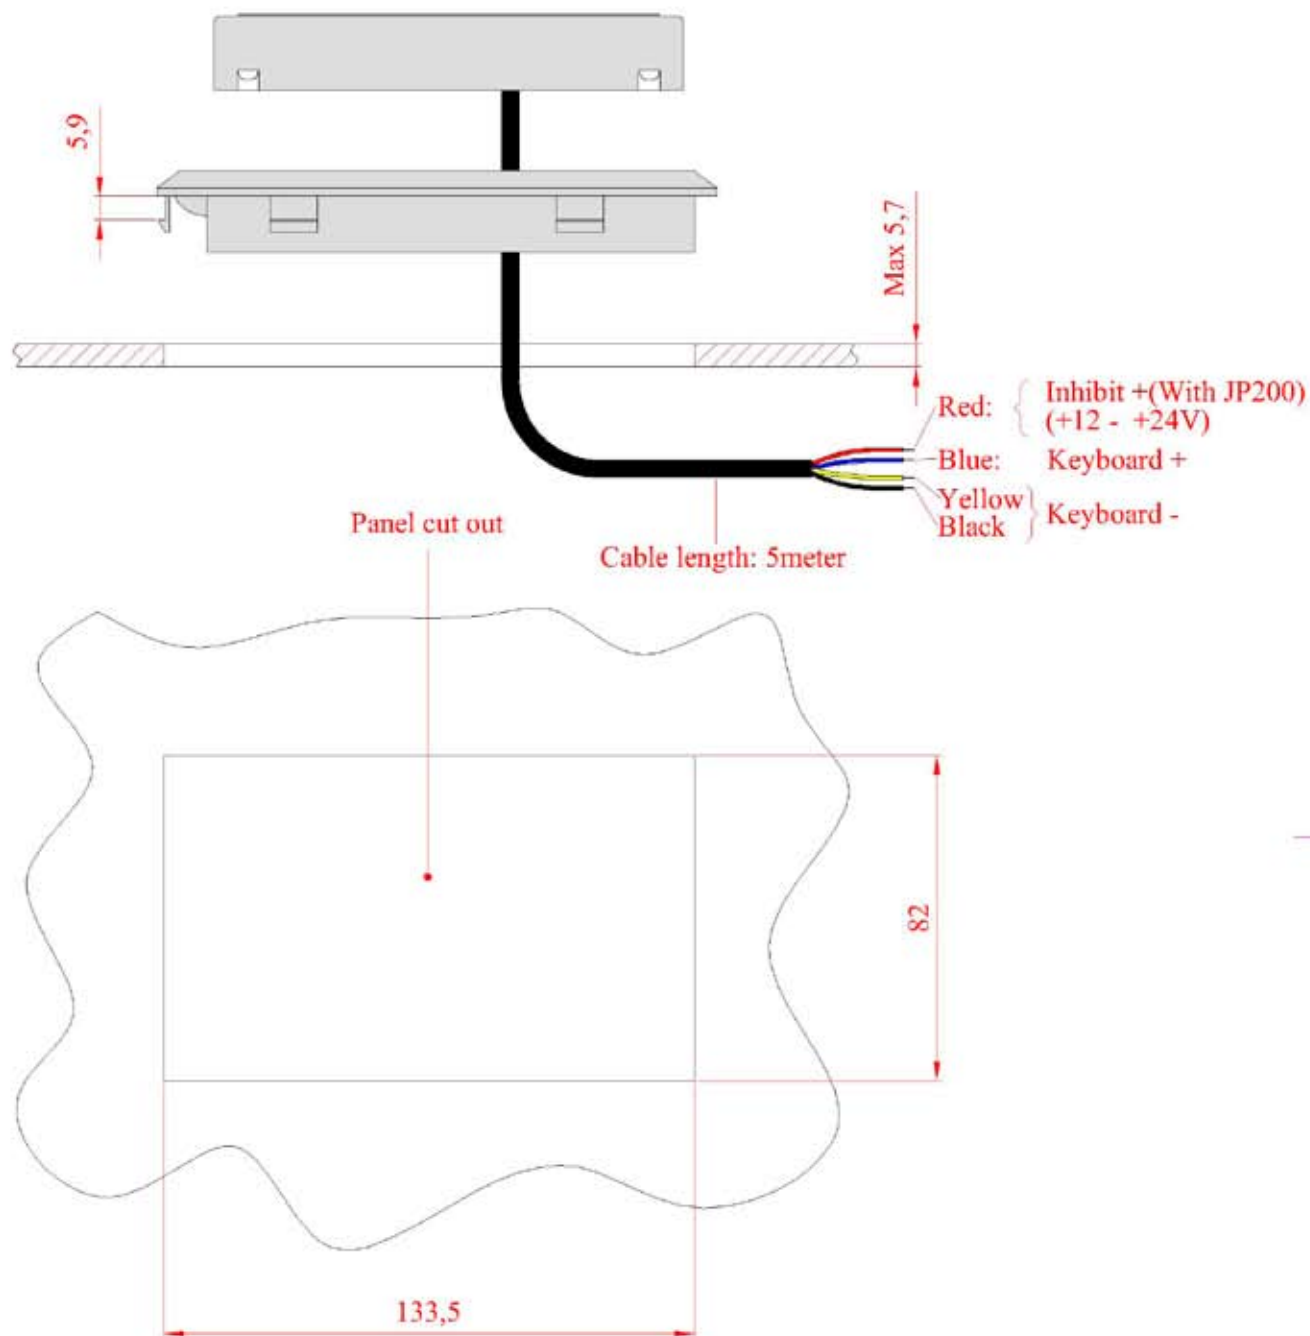 5,9
Max 5,7
Red: Inhibit +(With JP200)
(+12 - +24V)
Blue: Keyboard +
Yellow
Black Keyboard -
Panel cut out
Cable length: 5meter
82
133,5